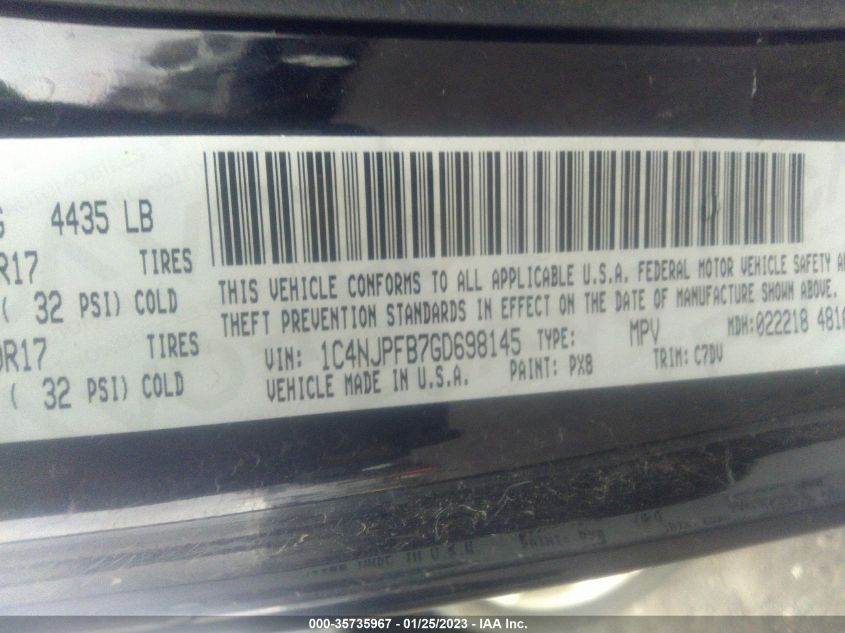 G 4435 LB
R17 TIRES
( 32 PSI) COLD
R17
( 32 PSI) COLD
THIS VEHICLE CONFORMS TO ALL APPLICABLE U.S.A. FEDERAL MOTOR VEHICLE SAFETY
THEFT PREVENTION STANDARDS IN EFFECT ON THE DATE OF MANUFACTURE SHOWN ABOVE.
VIN: 1C4NJPFB7GD698145 TYPE: MPV MDH:022218 481
VEHICLE MADE IN U.S.A. PAINT: PX8 TRIM: C7DV
000-35735967 - 01/25/2023 - IAA Inc.